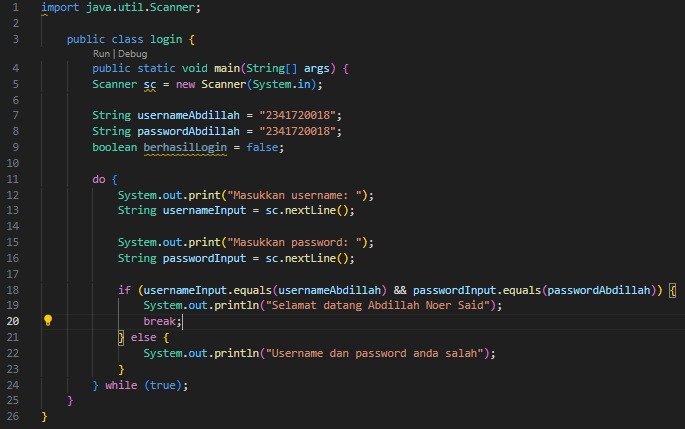 1 import java.util.Scanner;
2
3 public class login {
Run | Debug
4 public static void main(String[] args) {
5 Scanner sc = new Scanner(System.in);
6
7 String usernameAbdillah = "2341720018";
8 String passwordAbdillah = "2341720018";
9 boolean berhasilLogin = false;
10
11 do {
12 System.out.print("Masukkan username: ");
13 String usernameInput = sc.nextLine();
14
15 System.out.print("Masukkan password: ");
16 String passwordInput = sc.nextLine();
17
18 if (usernameInput.equals(usernameAbdillah) && passwordInput.equals(passwordAbdillah)) {
19 System.out.println("Selamat datang Abdillah Noer Said");
20 break;
21 } else {
22 System.out.println("Username dan password anda salah");
23 }
24 } while (true);
25 }
26 }